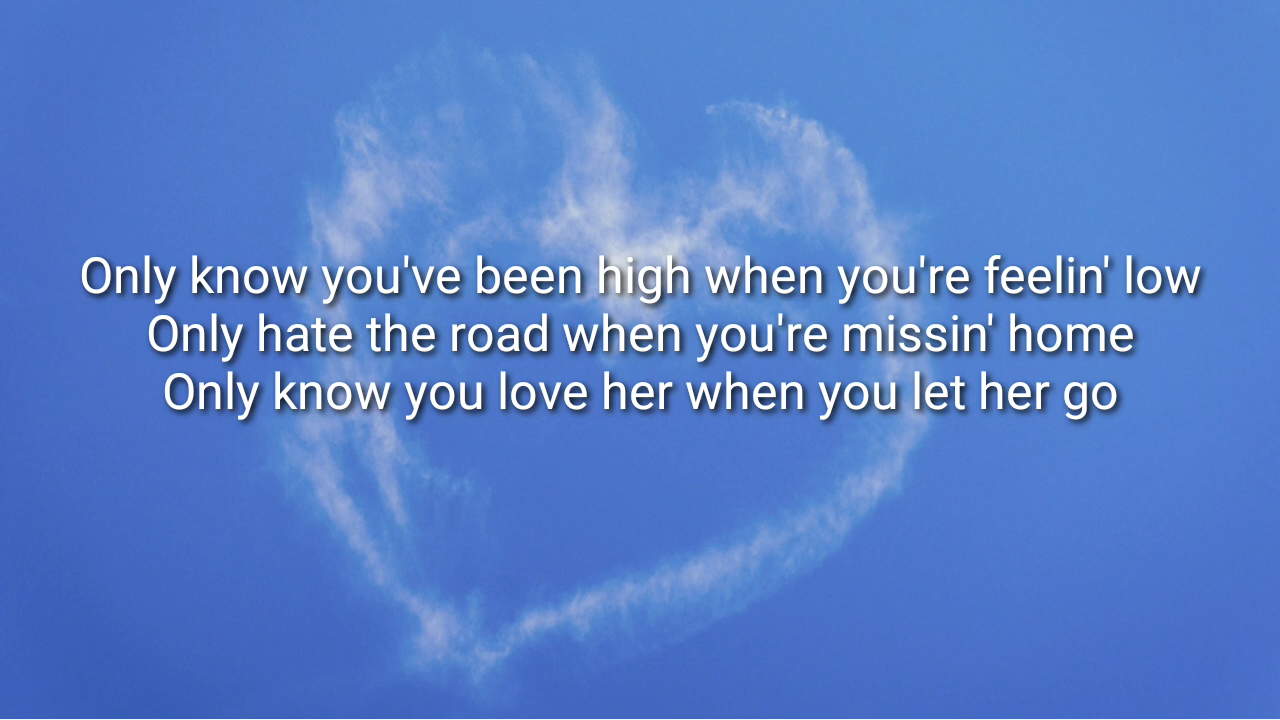 Only know you've been high when you're feelin' low
Only hate the road when you're missin' home
Only know you love her when you let her go